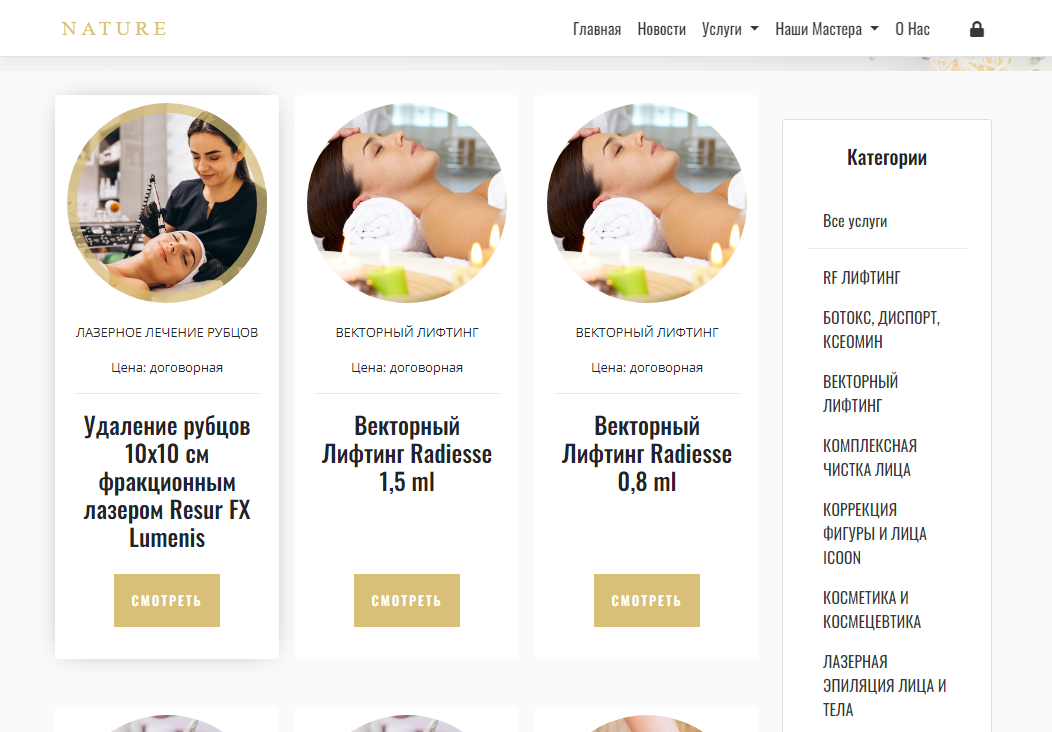 NATURE
Главная Новости Услуги Наши Мастера О Нас
ЛАЗЕРНОЕ ЛЕЧЕНИЕ РУБЦОВ
Цена: договорная
Удаление рубцов
10х10 см
фракционным
лазером Resur FX
Lumenis
СМОТРЕТЬ
ВЕКТОРНЫЙ ЛИФТИНГ
Цена: договорная
Векторный
Лифтинг Radiesse
1,5 ml
СМОТРЕТЬ
ВЕКТОРНЫЙ ЛИФТИНГ
Цена: договорная
Векторный
Лифтинг Radiesse
0,8 ml
СМОТРЕТЬ
Категории
Все услуги
RF ЛИФТИНГ
БОТОКС, ДИСПОРТ,
КСЕОМИН
ВЕКТОРНЫЙ
ЛИФТИНГ
КОМПЛЕКСНАЯ
ЧИСТКА ЛИЦА
КОРРЕКЦИЯ
ФИГУРЫ И ЛИЦА
ICOON
КОСМЕТИКА И
КОСМЕЦЕВТИКА
ЛАЗЕРНАЯ
ЭПИЛЯЦИЯ ЛИЦА И
ТЕЛА